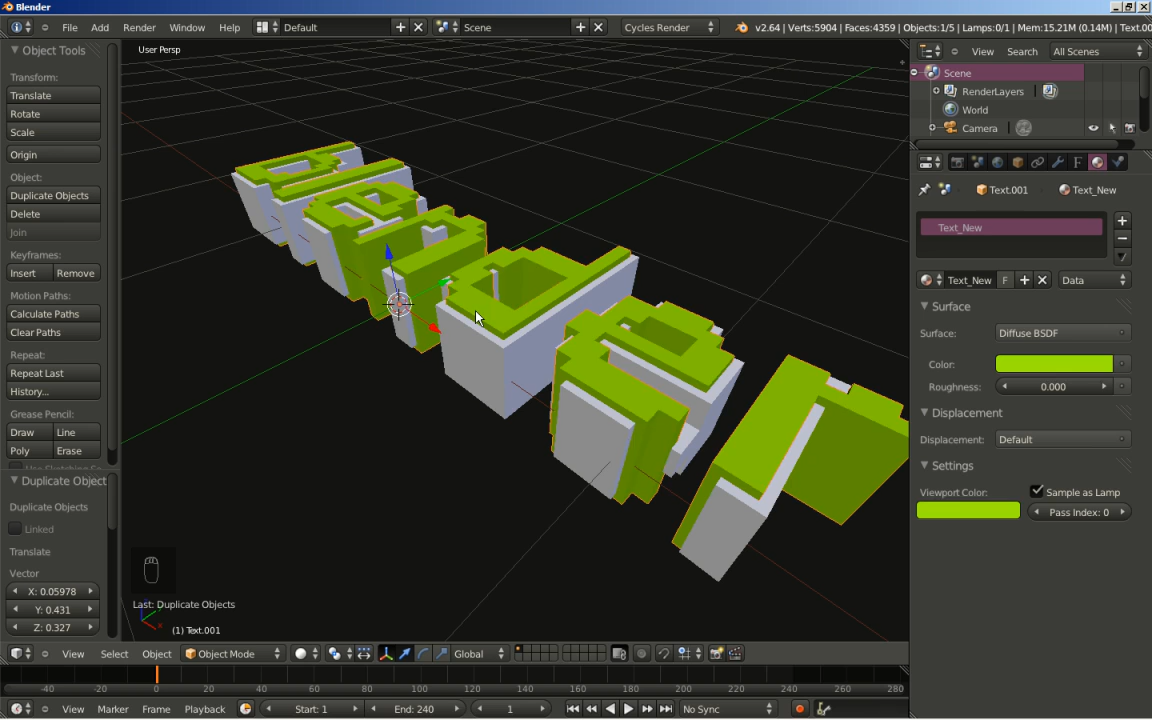 Blender
File Add Render Window Help Default Scene Cycles Render v2.64 | Verts:5904 | Faces:4359 | Objects:1/5 | Lamps:0/1 | Mem:15.21M (0.14M) | Text.00
Object Tools
Transform:
Translate
Rotate
Scale
Origin
Object:
Duplicate Objects
Delete
Join
Keyframes:
Insert Remove
Motion Paths:
Calculate Paths
Clear Paths
Repeat:
Repeat Last
History...
Grease Pencil:
Draw Line
Poly Erase
Duplicate Object
Duplicate Objects
Linked
Translate
Vector
X: 0.05978
Y: 0.431
Z: 0.327
User Persp
Last: Duplicate Objects
(1) Text.001
View Select Object Object Mode Global
-40 -20 0 20 40 60 80 100 120 140 160 180 200 220 240 260 280
View Marker Frame Playback Start: 1 End: 240 1 No Sync
View Search All Scenes
Scene
RenderLayers
World
Camera
Text.001 Text_New
Text_New
Text_New F Data
Surface
Surface: Diffuse BSDF
Color:
Roughness: 0.000
Displacement
Displacement: Default
Settings
Viewport Color: Sample as Lamp
Pass Index: 0